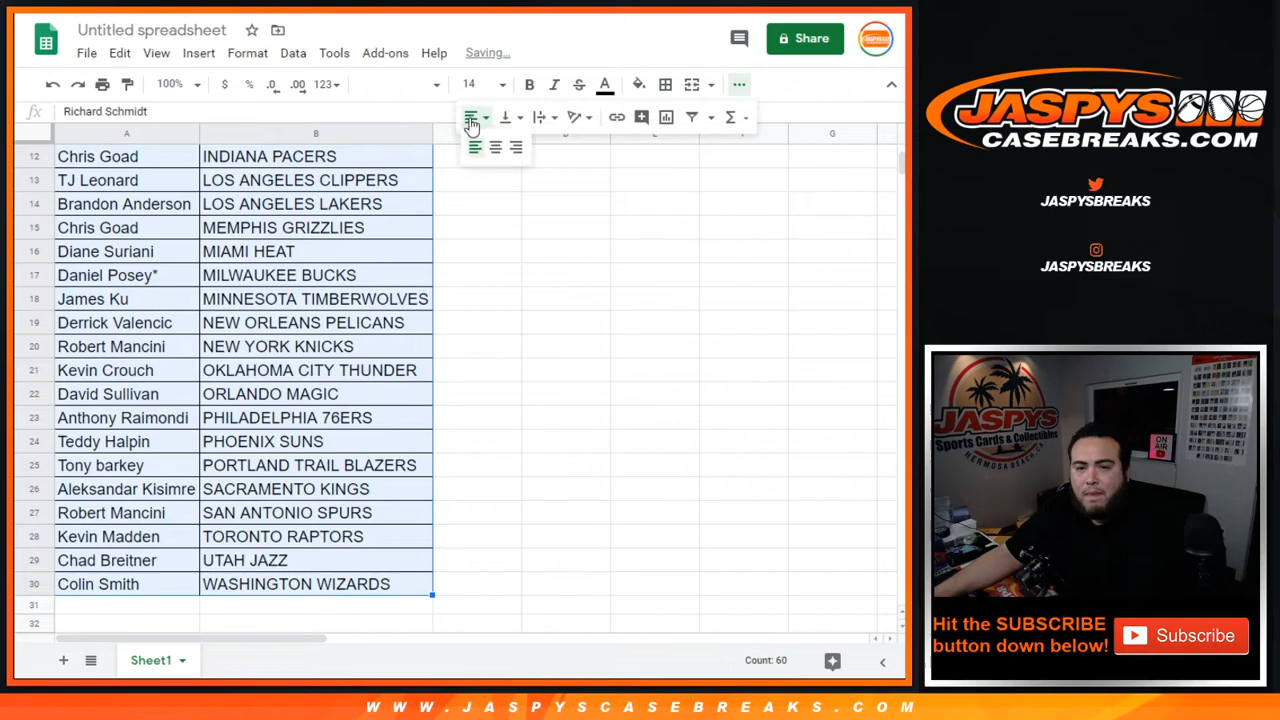 Untitled spreadsheet
File Edit View Insert Format Data Tools Add-ons Help Saving...
Share
100% $ % .0 .00 123 14 B I S A
fx Richard Schmidt
A B G
12 Chris Goad INDIANA PACERS
13 TJ Leonard LOS ANGELES CLIPPERS
14 Brandon Anderson LOS ANGELES LAKERS
15 Chris Goad MEMPHIS GRIZZLIES
16 Diane Suriani MIAMI HEAT
17 Daniel Posey* MILWAUKEE BUCKS
18 James Ku MINNESOTA TIMBERWOLVES
19 Derrick Valencic NEW ORLEANS PELICANS
20 Robert Mancini NEW YORK KNICKS
21 Kevin Crouch OKLAHOMA CITY THUNDER
22 David Sullivan ORLANDO MAGIC
23 Anthony Raimondi PHILADELPHIA 76ERS
24 Teddy Halpin PHOENIX SUNS
25 Tony barkey PORTLAND TRAIL BLAZERS
26 Aleksandar Kisimre SACRAMENTO KINGS
27 Robert Mancini SAN ANTONIO SPURS
28 Kevin Madden TORONTO RAPTORS
29 Chad Breitner UTAH JAZZ
30 Colin Smith WASHINGTON WIZARDS
31
32
Sheet1
Count: 60
JASPYS
CASEBREAKS.COM
JASPYSBREAKS
JASPYSBREAKS
JASPYS
Sports Cards & Collectibles
HERMOSA BEACH, CA
ON
AIR
Hit the SUBSCRIBE
button down below!
Subscribe
WWW.JASPYSCASEBREAKS.COM